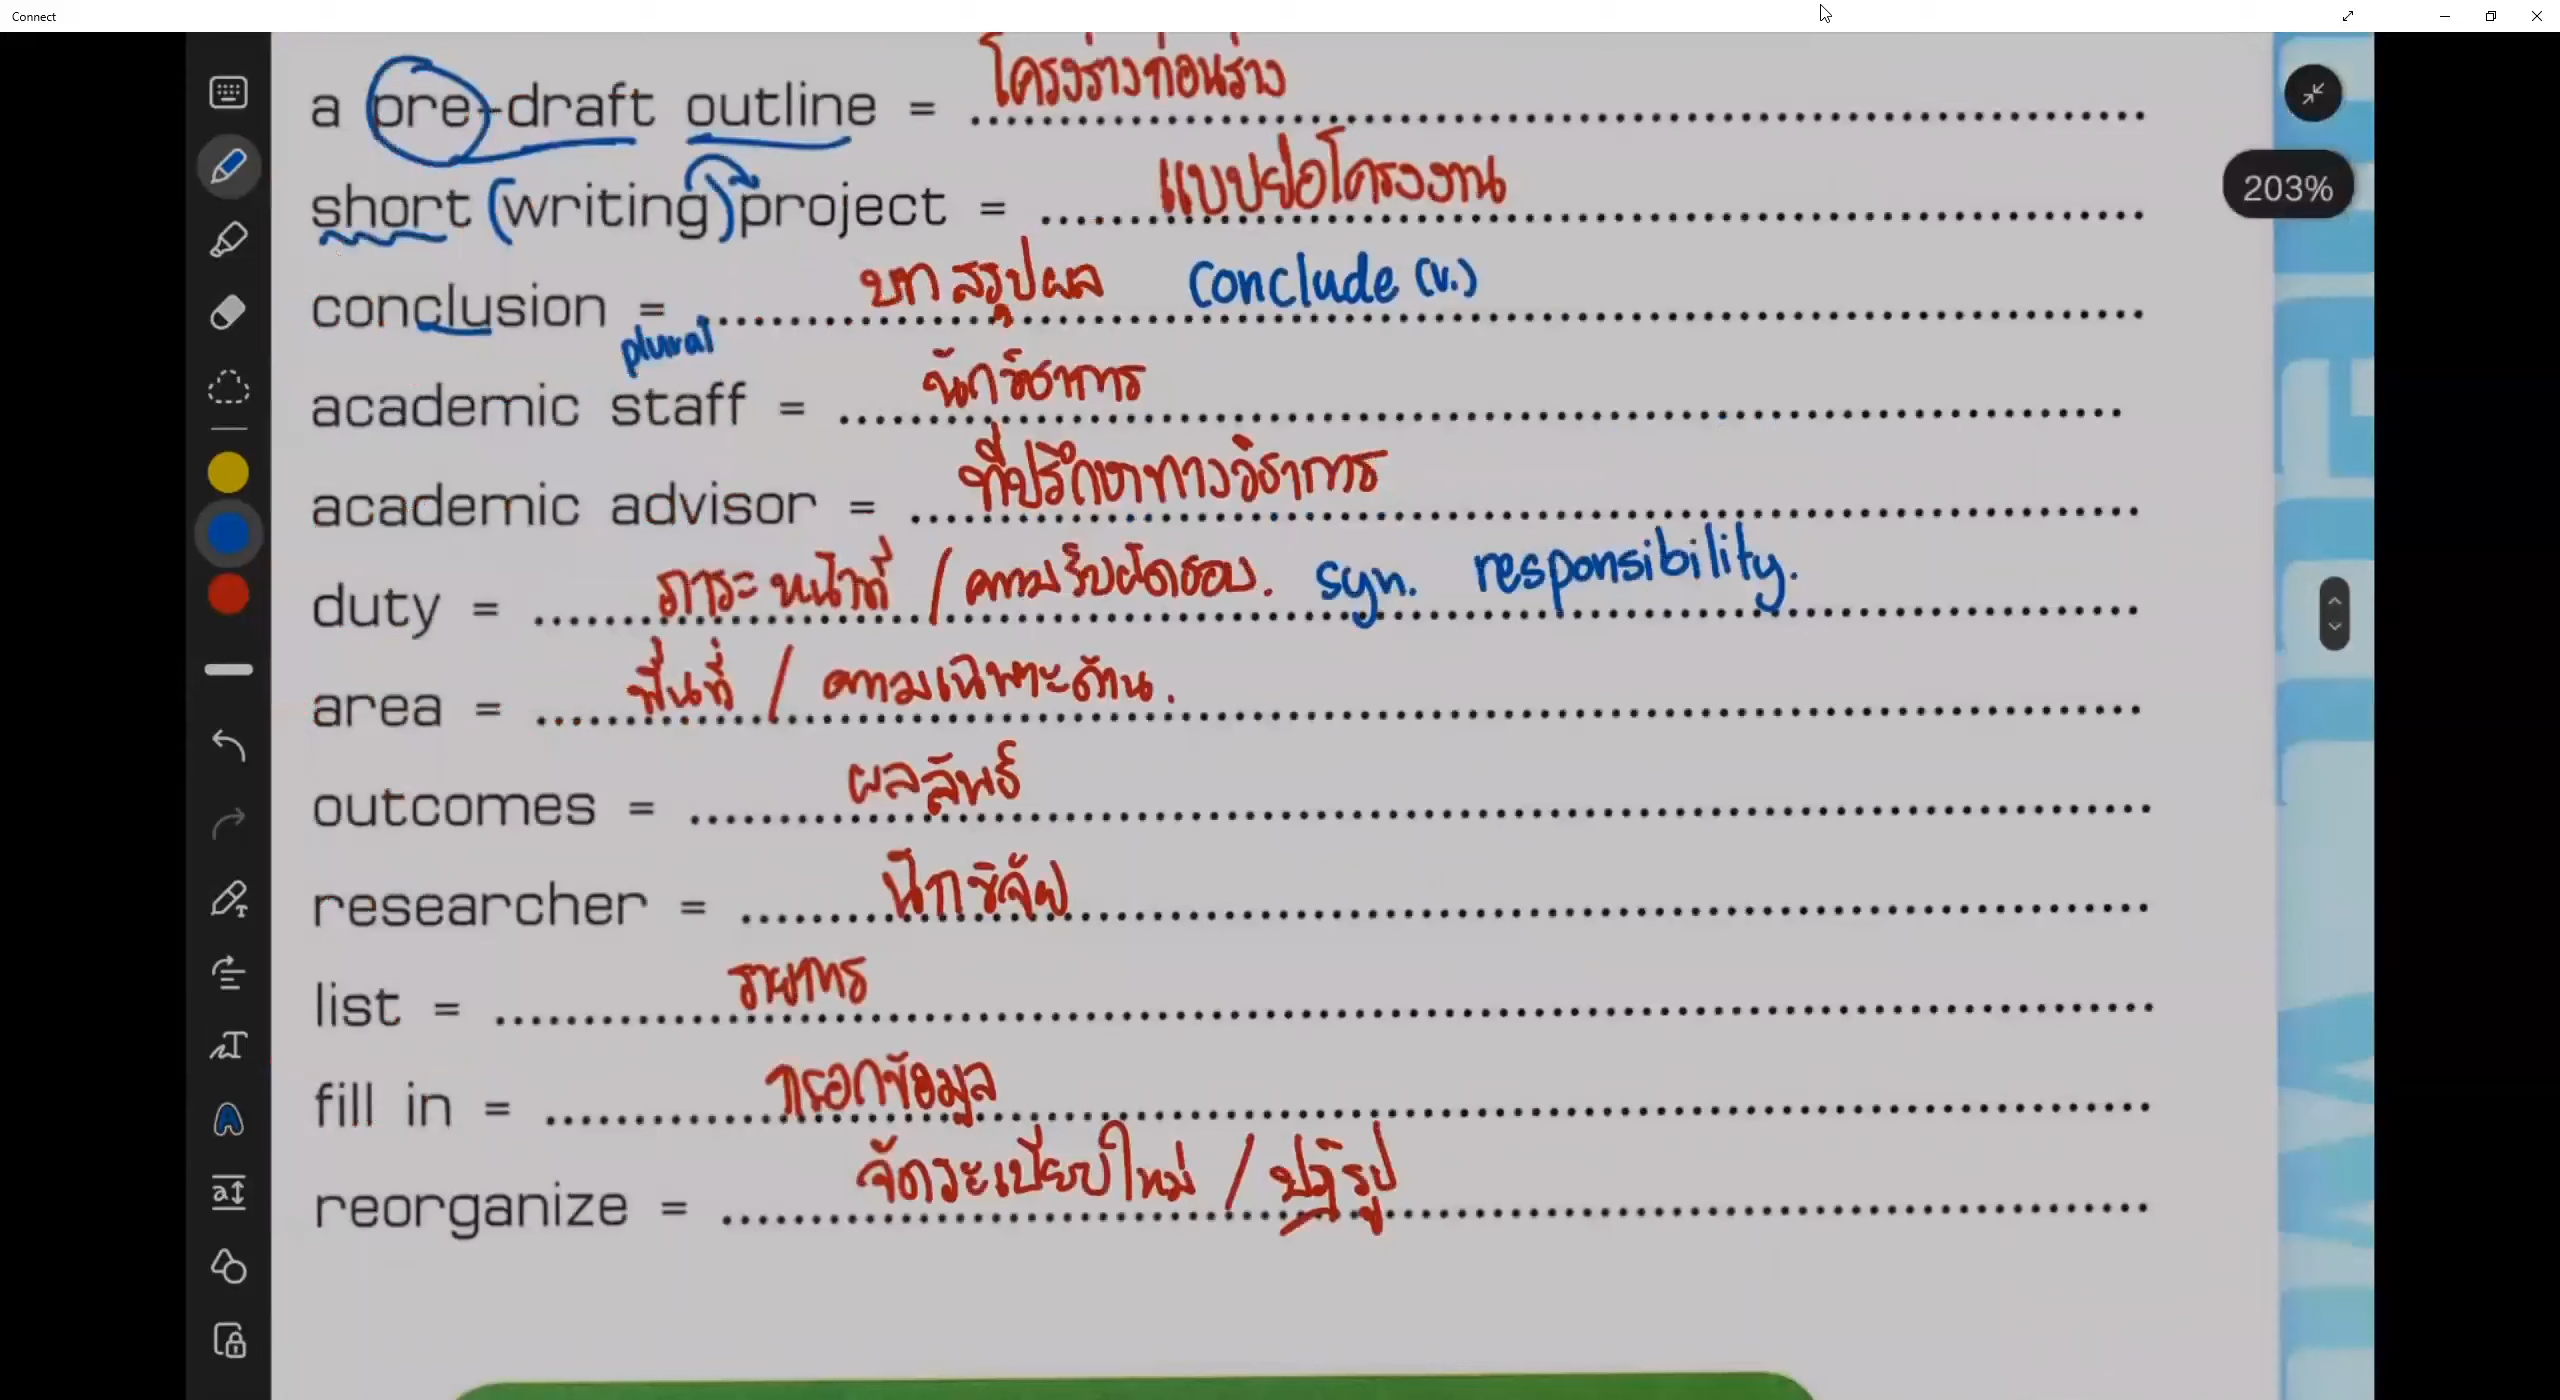 Connect
a pre-draft outline = โครงร่างก่อนร่าง
203%
short (writing) project = แบบย่อโครงงาน
conclusion = บทสรุปผล conclude (v.)
plural
academic staff = นักวิชาการ
academic advisor = ที่ปรึกษาทางวิชาการ
duty = ภาระหน้าที่ / ความรับผิดชอบ. syn. responsibility.
area = พื้นที่ / ความเฉพาะด้าน.
outcomes = ผลลัพธ์
researcher = นักวิจัย
list = รายการ
fill in = กรอกข้อมูล
reorganize = จัดระเบียบใหม่ / ปฏิรูป